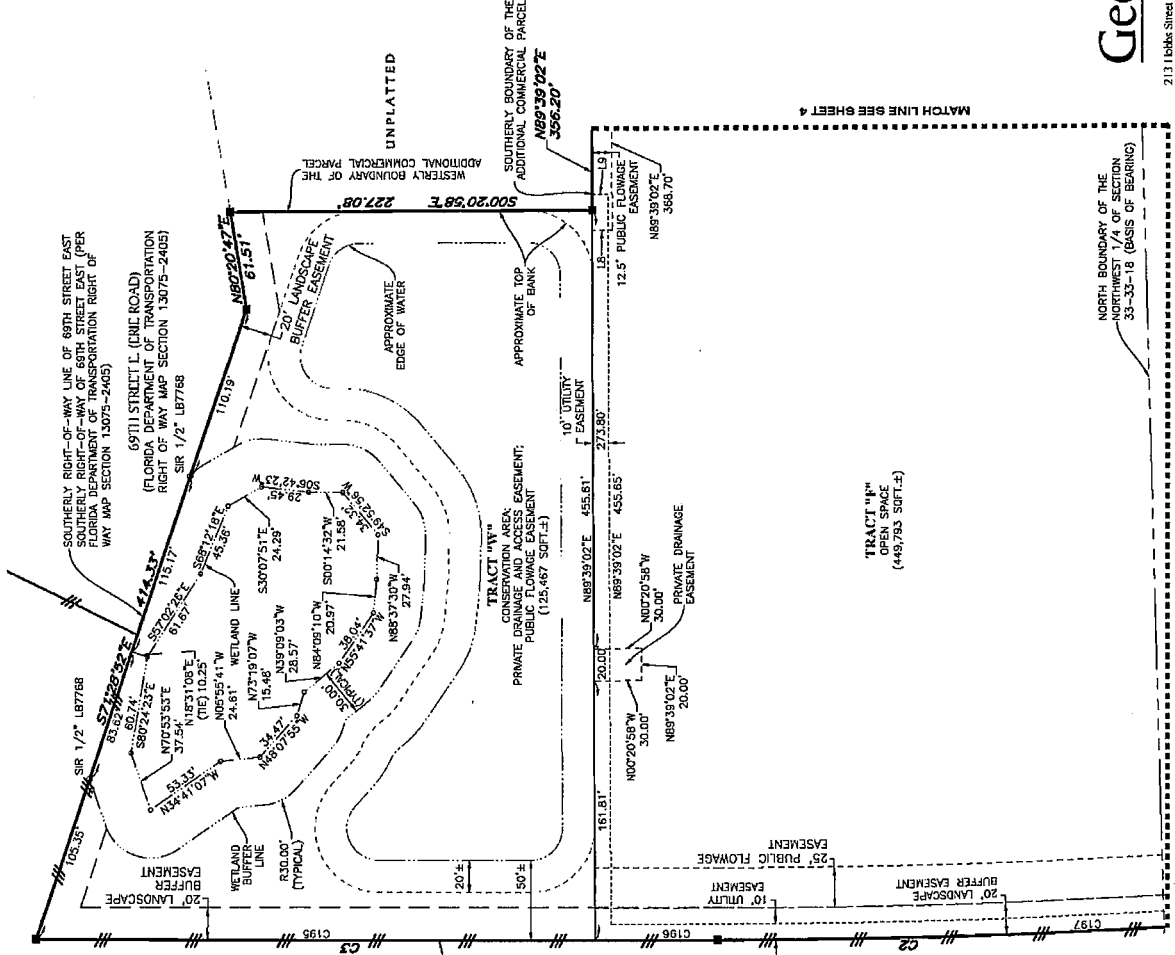 SOUTHERLY RIGHT-OF-WAY LINE OF 69TH STREET EAST
SOUTHERLY RIGHT-OF-WAY OF 69TH STREET EAST (PER
FLORIDA DEPARTMENT OF TRANSPORTATION RIGHT OF
WAY MAP SECTION 13075-2405)
(FLORIDA DEPARTMENT OF TRANSPORTATION
RIGHT OF WAY MAP SECTION 13075-2405)
SIR 1/2" LB7768
SIR 1/2" LB7768
S71°28'52"E 414.33'
105.35'
83.62'
115.17'
110.19'
N80°20'47"E
61.51'
UNPLATTED
WESTERLY BOUNDARY OF THE
ADDITIONAL COMMERCIAL PARCEL
S00°20'58"E 227.08'
SOUTHERLY BOUNDARY OF THE
ADDITIONAL COMMERCIAL PARCEL
N89°39'02"E
356.20'
20' LANDSCAPE
BUFFER EASEMENT
APPROXIMATE
EDGE OF WATER
APPROXIMATE TOP
OF BANK
60.74'
S80°24'23"E
N70°53'53"E
37.54'
N18°31'08"E
(TIE) 10.25'
N05°55'41"W
24.61'
S57°02'26"E
61.67'
S68°12'18"E
45.36'
WETLAND LINE
S30°07'51"E
24.29'
S06°42'23"W
29.45'
S00°14'32"W
21.58'
S49°52'56"W
34.32'
N88°37'30"W
27.94'
N84°09'10"W
20.97'
N55°41'37"W
38.04'
N39°09'03"W
28.57'
N73°19'07"W
15.46'
34.47'
N48°07'55"W
53.33'
N34°41'07"W
30.00'
(TYPICAL)
WETLAND
BUFFER
LINE
R30.00'
(TYPICAL)
20' LANDSCAPE
BUFFER
EASEMENT
20'±
50'±
C195
C3
TRACT "W"
CONSERVATION AREA;
PRIVATE DRAINAGE AND ACCESS EASEMENT;
PUBLIC FLOWAGE EASEMENT
(125,467 SQFT.±)
10' UTILITY
EASEMENT
273.80'
N89°39'02"E 455.61'
N89°39'02"E 455.65'
161.81'
20.00'
L8
L9
12.5' PUBLIC FLOWAGE
EASEMENT
N89°39'02"E
368.70'
N00°20'58"W
30.00'
PRIVATE DRAINAGE
EASEMENT
N00°20'58"W
30.00'
N89°39'02"E
20.00'
TRACT "F"
OPEN SPACE
(449,793 SQFT.±)
MATCH LINE SEE SHEET 4
NORTH BOUNDARY OF THE
NORTHWEST 1/4 OF SECTION
33-33-18 (BASIS OF BEARING)
25' PUBLIC FLOWAGE
EASEMENT
10' UTILITY
EASEMENT
20' LANDSCAPE
BUFFER EASEMENT
C196
C2
C197
213 Hobbs Street